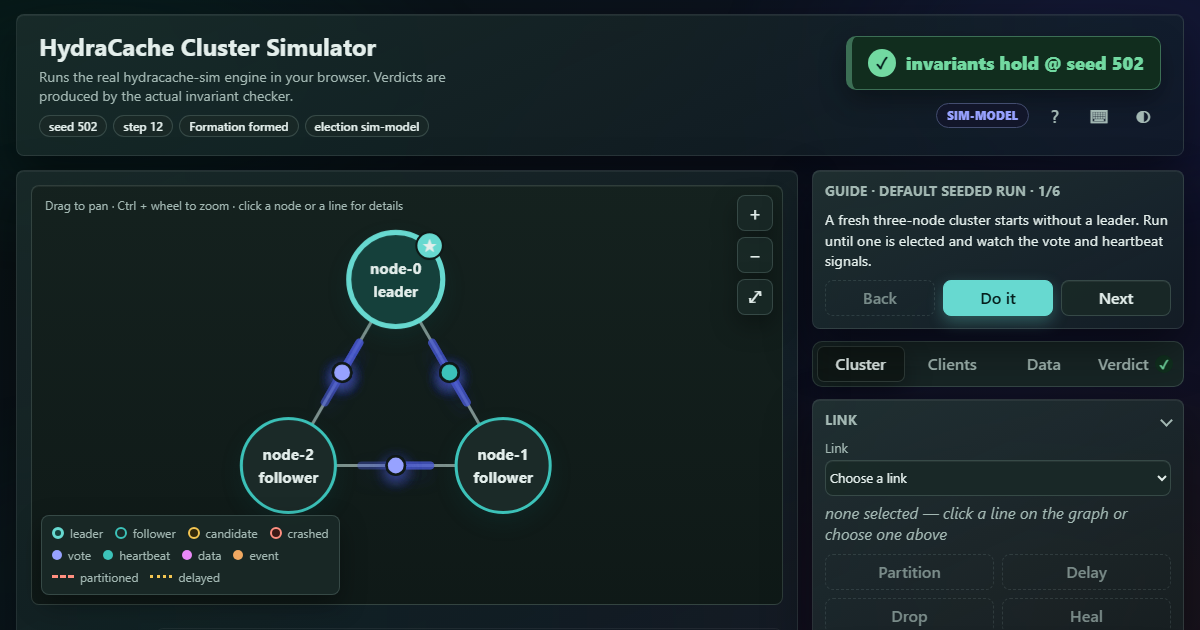 HydraCache Cluster Simulator
Runs the real hydracache-sim engine in your browser. Verdicts are
produced by the actual invariant checker.
seed 502
step 12
Formation formed
election sim-model
✓ invariants hold @ seed 502
SIM-MODEL
?
Drag to pan · Ctrl + wheel to zoom · click a node or a line for details
+
−
node-0
leader
node-2
follower
node-1
follower
leader
follower
candidate
crashed
vote
heartbeat
data
event
partitioned
delayed
GUIDE · DEFAULT SEEDED RUN · 1/6
A fresh three-node cluster starts without a leader. Run
until one is elected and watch the vote and heartbeat
signals.
Back
Do it
Next
Cluster
Clients
Data
Verdict ✓
LINK
Link
Choose a link
none selected — click a line on the graph or
choose one above
Partition
Delay
Drop
Heal